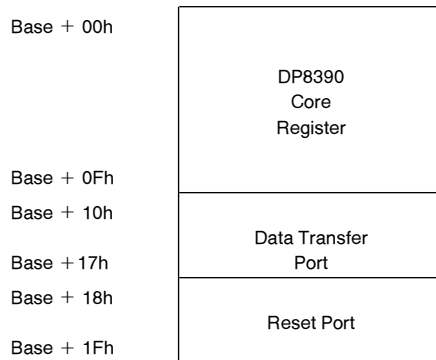 Base + 00h
DP8390
Core
Register
Base + 0Fh
Base + 10h
Data Transfer
Base +17h
Port
Base + 18h
Reset Port
Base + 1Fh